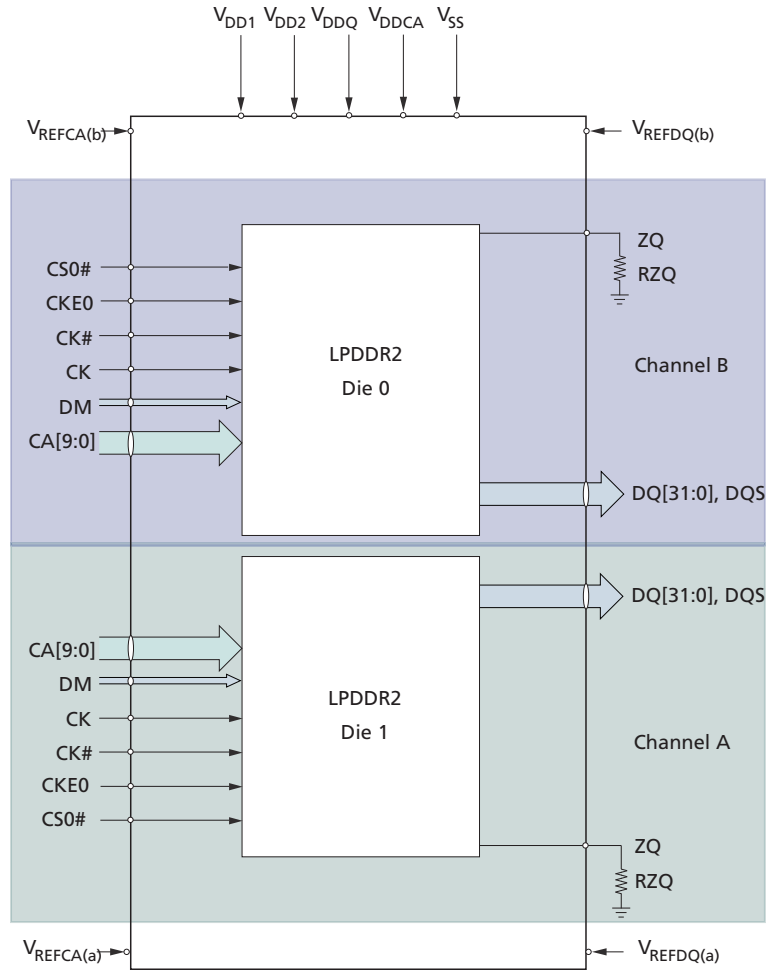 VDD1 VDD2 VDDQ VDDCA VSS
VREFCA(b) VREFDQ(b)
CS0#
CKE0
CK#
CK
DM
CA[9:0]
LPDDR2
Die 0
ZQ
RZQ
Channel B
DQ[31:0], DQS
CA[9:0]
DM
CK
CK#
CKE0
CS0#
LPDDR2
Die 1
DQ[31:0], DQS
Channel A
ZQ
RZQ
VREFCA(a) VREFDQ(a)